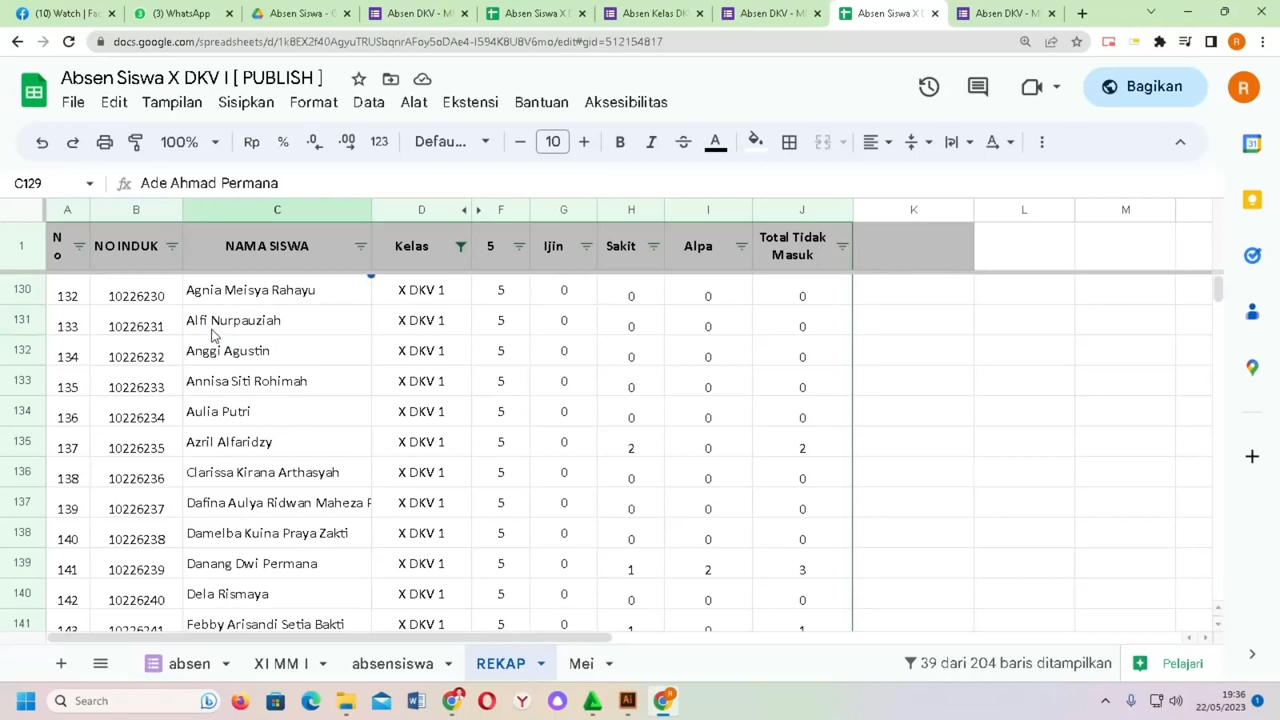 (1) Watch | Fac
(3) WhatsApp
Absen Siswa - G
Absen DKV - M
Absen Siswa X D
Absen Kelas DK
Absen DKV - M
Absen Siswa X D
Absen DKV - M
docs.google.com/spreadsheets/d/1k8EX2f40AgyuTRUSbqnrAFoy5oDAe4-I594K8U8V6mo/edit#gid=512154817
Absen Siswa X DKV I [ PUBLISH ]
Bagikan
R
File Edit Tampilan Sisipkan Format Data Alat Ekstensi Bantuan Aksesibilitas
100% Rp % .0 .00 123 Defau... − 10 + B I S A
C129 fx Ade Ahmad Permana
A B C D F G H I J K L M
1 No NO INDUK NAMA SISWA Kelas 5 Ijin Sakit Alpa Total Tidak Masuk
130 132 10226230 Agnia Meisya Rahayu X DKV 1 5 0 0 0 0
131 133 10226231 Alfi Nurpauziah X DKV 1 5 0 0 0 0
132 134 10226232 Anggi Agustin X DKV 1 5 0 0 0 0
133 135 10226233 Annisa Siti Rohimah X DKV 1 5 0 0 0 0
134 136 10226234 Aulia Putri X DKV 1 5 0 0 0 0
135 137 10226235 Azril Alfaridzy X DKV 1 5 0 2 0 2
136 138 10226236 Clarissa Kirana Arthasyah X DKV 1 5 0 0 0 0
137 139 10226237 Dafina Aulya Ridwan Maheza P X DKV 1 5 0 0 0 0
138 140 10226238 Damelba Kuina Praya Zakti X DKV 1 5 0 0 0 0
139 141 10226239 Danang Dwi Permana X DKV 1 5 0 1 2 3
140 142 10226240 Dela Rismaya X DKV 1 5 0 0 0 0
141 143 10226241 Febby Arisandi Setia Bakti X DKV 1 5 0 1 0 1
absen XI MM I absensiswa REKAP Mei 39 dari 204 baris ditampilkan Pelajari
Search
19:36
22/05/2023